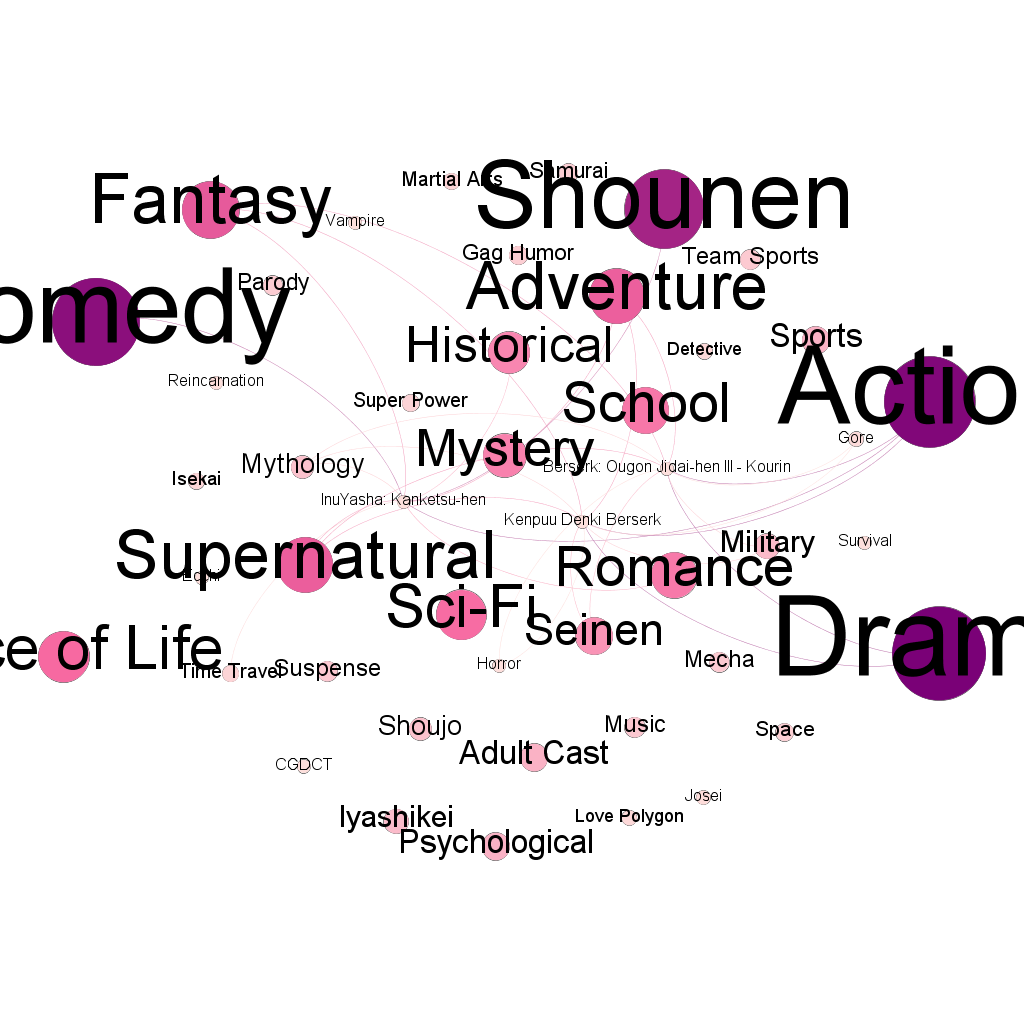 Samurai
Martial Arts
Shounen
Fantasy
Vampire
Gag Humor
Team Sports
Parody
Adventure
omedy
Sports
Historical
Detective
Reincarnation
Actio
Super Power
School
Gore
Mystery
Mythology
Berserk: Ougon Jidai-hen III - Kourin
Isekai
InuYasha: Kanketsu-hen
Kenpuu Denki Berserk
Military
Survival
Supernatural
Romance
Ecchi
Sci-Fi
Seinen
Dram
ce of Life
Horror
Mecha
Time Travel
Suspense
Shoujo
Music
Space
Adult Cast
CGDCT
Josei
Iyashikei
Love Polygon
Psychological